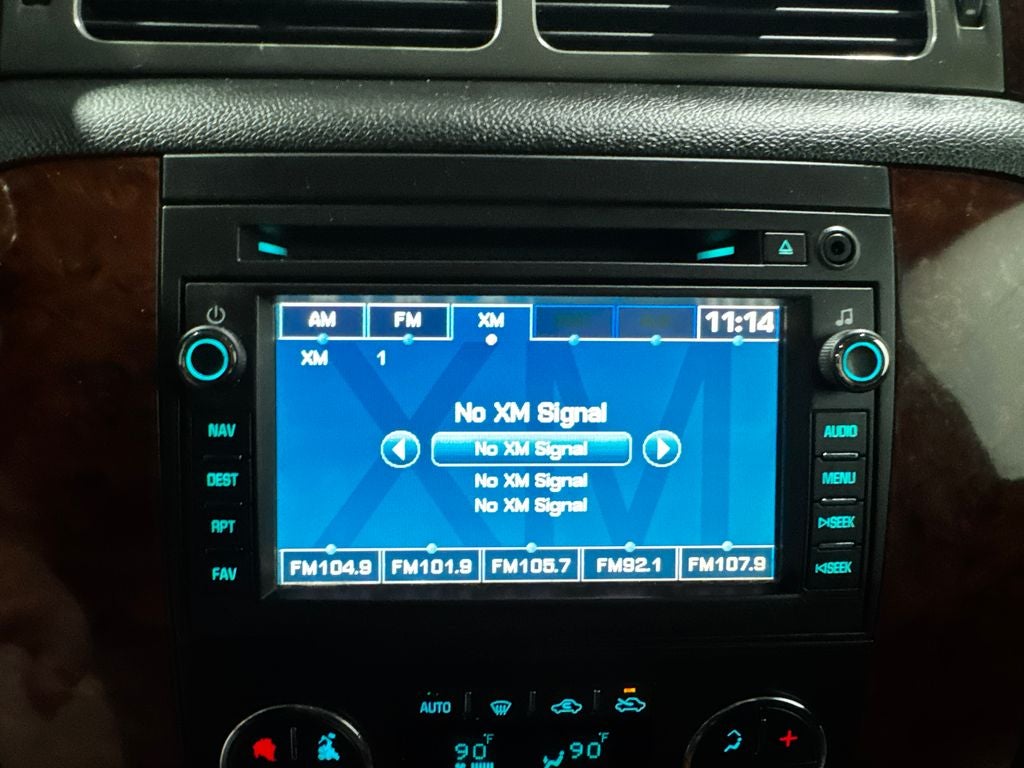 AM FM XM 11:14
XM 1
No XM Signal
No XM Signal
No XM Signal
No XM Signal
FM104.9 FM101.9 FM105.7 FM92.1 FM107.9
NAV
DEST
RPT
FAV
AUDIO
MENU
SEEK
SEEK
AUTO
90°F 90°F